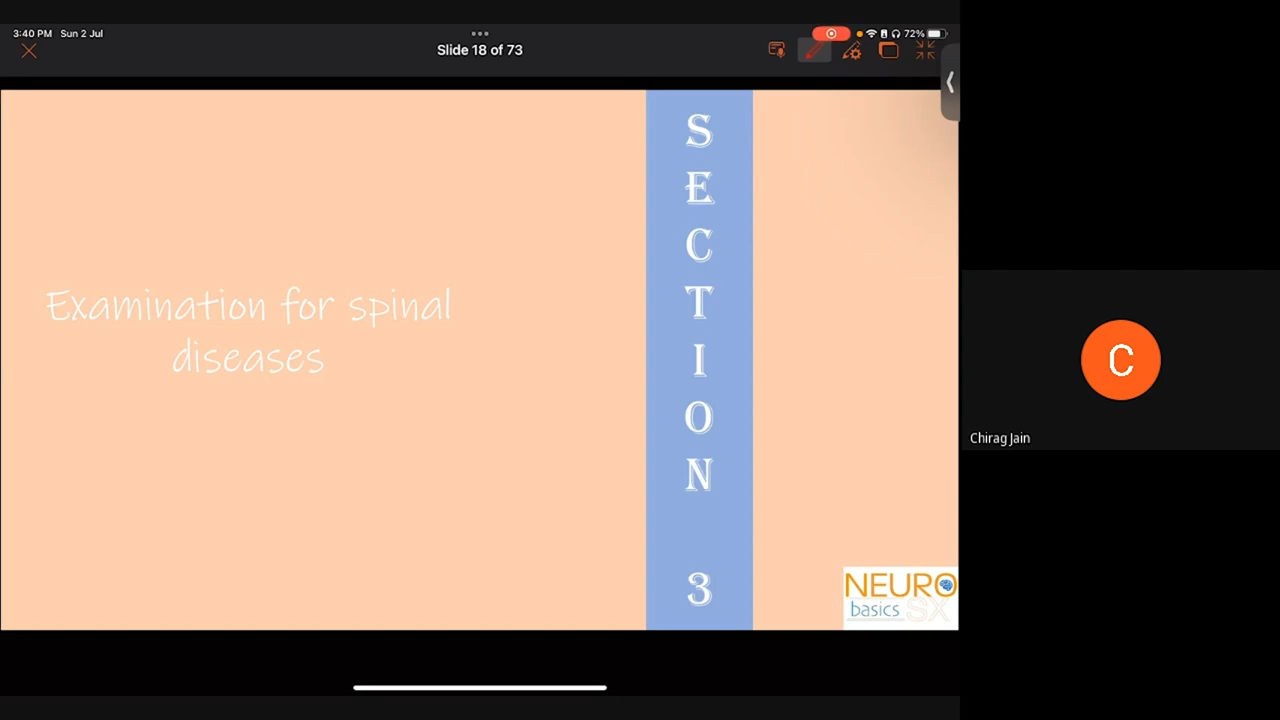 3:40 PM Sun 2 Jul
72%
Slide 18 of 73
Examination for spinal
diseases
S
E
C
T
I
O
N
3
NEURO
basics SX
C
Chirag Jain